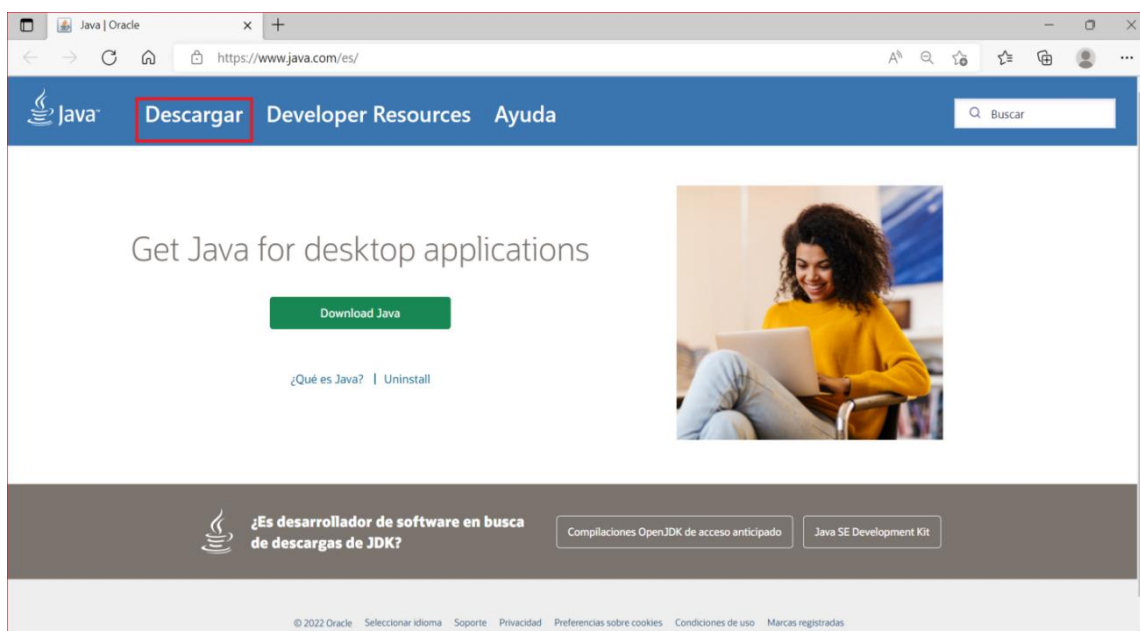 Java | Oracle
https://www.java.com/es/
Java
Descargar Developer Resources Ayuda
Buscar
Get Java for desktop applications
Download Java
¿Qué es Java? | Uninstall
¿Es desarrollador de software en busca
de descargas de JDK?
Compilaciones OpenJDK de acceso anticipado
Java SE Development Kit
© 2022 Oracle Seleccionar idioma Soporte Privacidad Preferencias sobre cookies Condiciones de uso Marcas registradas